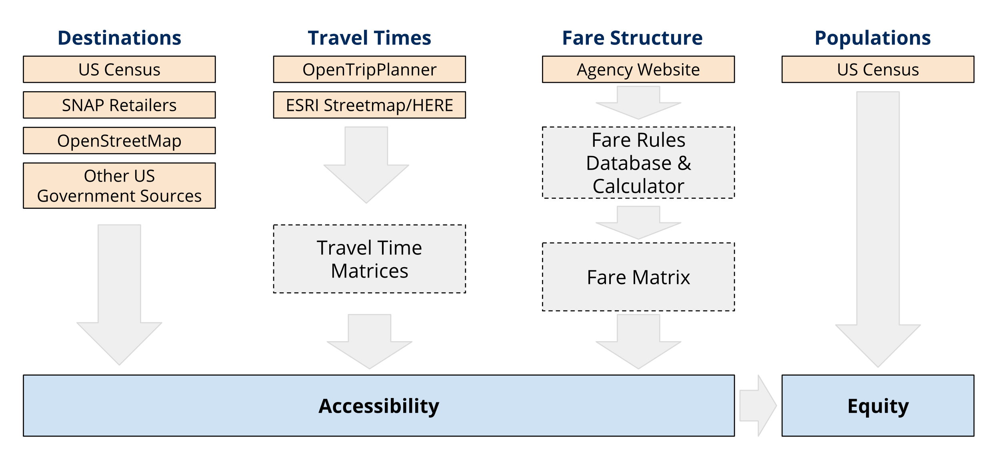 Destinations
US Census
SNAP Retailers
OpenStreetMap
Other US
Government Sources
Travel Times
OpenTripPlanner
ESRI Streetmap/HERE
Travel Time
Matrices
Fare Structure
Agency Website
Fare Rules
Database &
Calculator
Fare Matrix
Populations
US Census
Accessibility
Equity